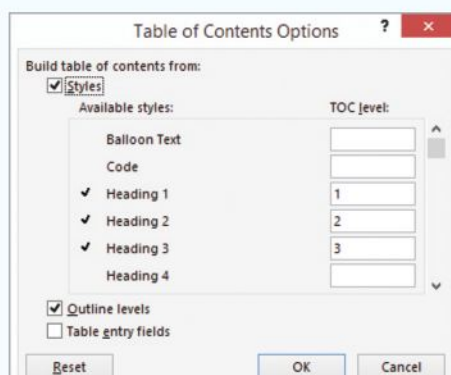 Table of Contents Options ? ×
Build table of contents from:
Styles
Available styles: TOC level:
Balloon Text
Code
Heading 1 1
Heading 2 2
Heading 3 3
Heading 4
Outline levels
Table entry fields
Reset OK Cancel